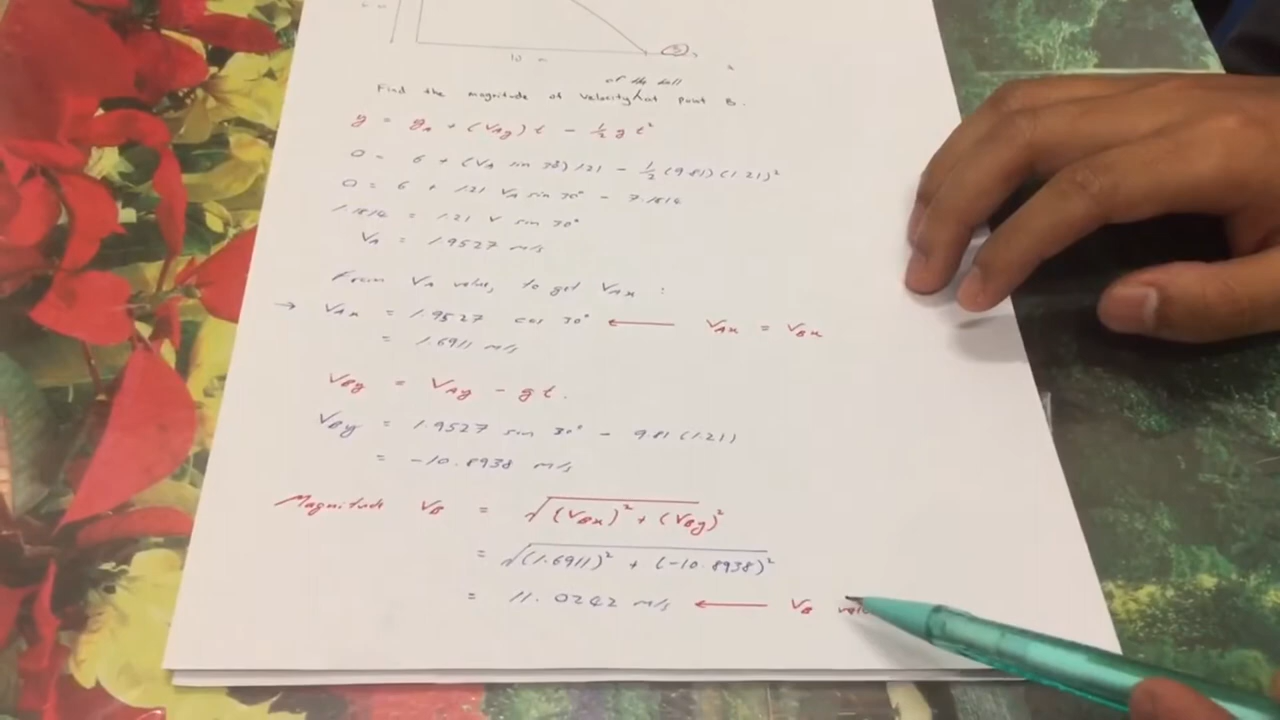 10 m
B
of the ball
Find the magnitude of velocity at point B.
y = yA + (VAy) t - 1/2 g t²
0 = 6 + (VA sin 30°) 1.21 - 1/2 (9.81) (1.21)²
0 = 6 + 1.21 VA sin 30° - 7.1814
1.1814 = 1.21 V sin 30°
VA = 1.9527 m/s
From VA value, to get VAx :
→ VAx = 1.9527 cos 30° ← VAx = VBx
= 1.6911 m/s
VBy = VAy - gt.
VBy = 1.9527 sin 30° - 9.81 (1.21)
= -10.8938 m/s
Magnitude VB = √(VBx)² + (VBy)²
= √(1.6911)² + (-10.8938)²
= 11.0242 m/s ← VB